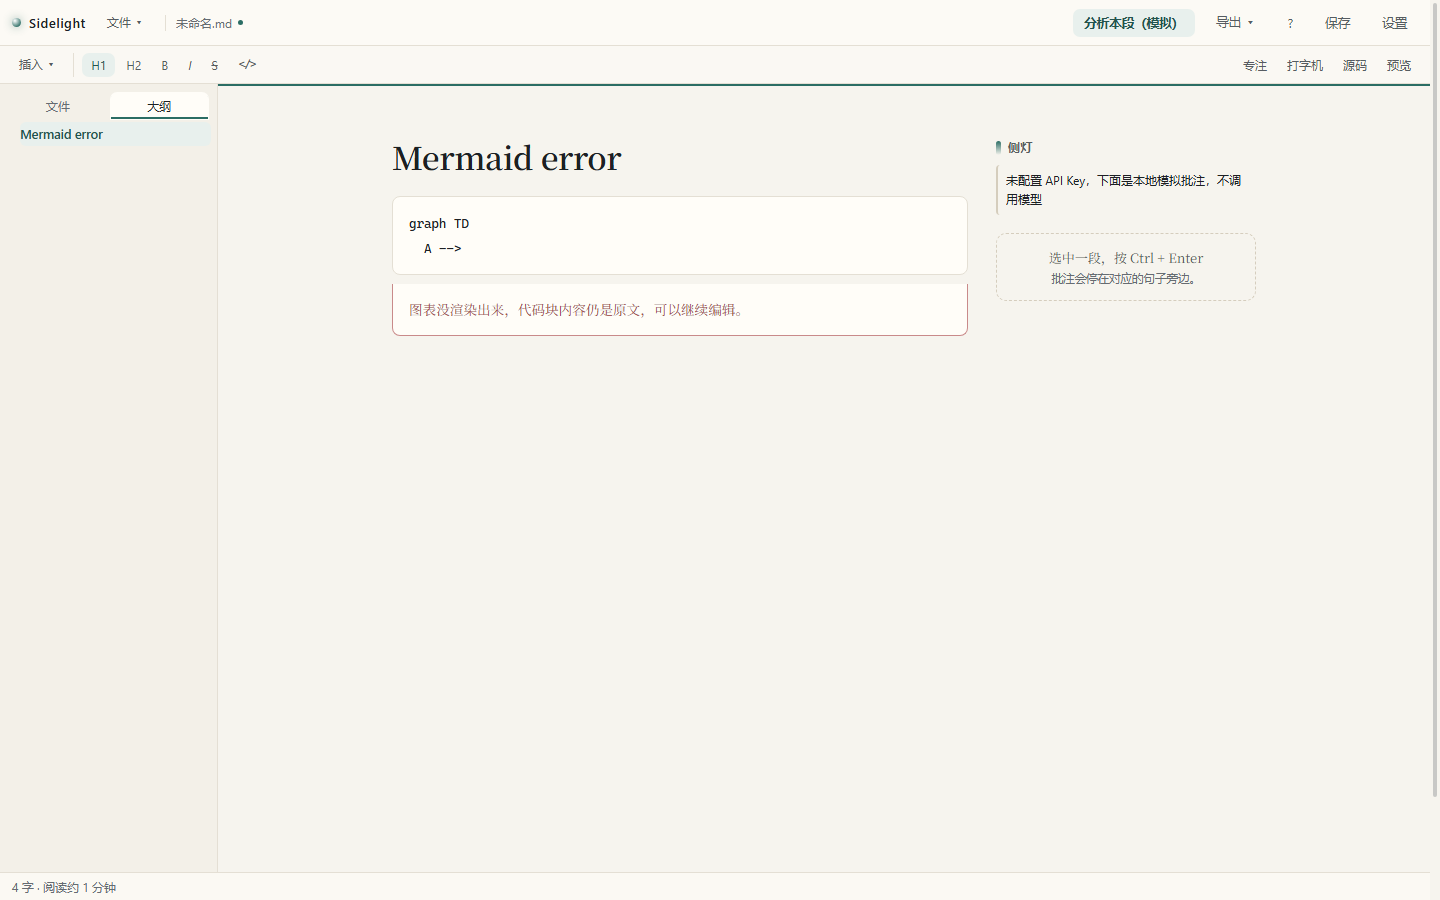 Sidelight 文件 未命名.md 分析本段（模拟） 导出 ? 保存 设置
插入 H1 H2 B I S </> 专注 打字机 源码 预览
文件 大纲
Mermaid error
Mermaid error
graph TD
A -->
图表没渲染出来，代码块内容仍是原文，可以继续编辑。
侧灯
未配置 API Key，下面是本地模拟批注，不调
用模型
选中一段，按 Ctrl + Enter
批注会停在对应的句子旁边。
4 字 · 阅读约 1 分钟